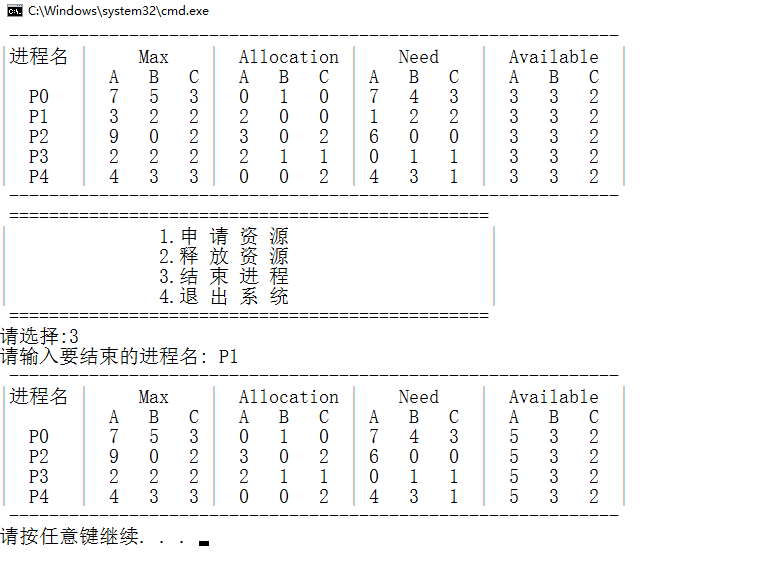 C:\Windows\system32\cmd.exe
-------------------------------------------------------------
进程名 Max Allocation Need Available
A B C A B C A B C A B C
P0 7 5 3 0 1 0 7 4 3 3 3 2
P1 3 2 2 2 0 0 1 2 2 3 3 2
P2 9 0 2 3 0 2 6 0 0 3 3 2
P3 2 2 2 2 1 1 0 1 1 3 3 2
P4 4 3 3 0 0 2 4 3 1 3 3 2
-------------------------------------------------------------
================================================
1.申 请 资 源
2.释 放 资 源
3.结 束 进 程
4.退 出 系 统
================================================
请选择:3
请输入要结束的进程名: P1
-------------------------------------------------------------
进程名 Max Allocation Need Available
A B C A B C A B C A B C
P0 7 5 3 0 1 0 7 4 3 5 3 2
P2 9 0 2 3 0 2 6 0 0 5 3 2
P3 2 2 2 2 1 1 0 1 1 5 3 2
P4 4 3 3 0 0 2 4 3 1 5 3 2
-------------------------------------------------------------
请按任意键继续. . .